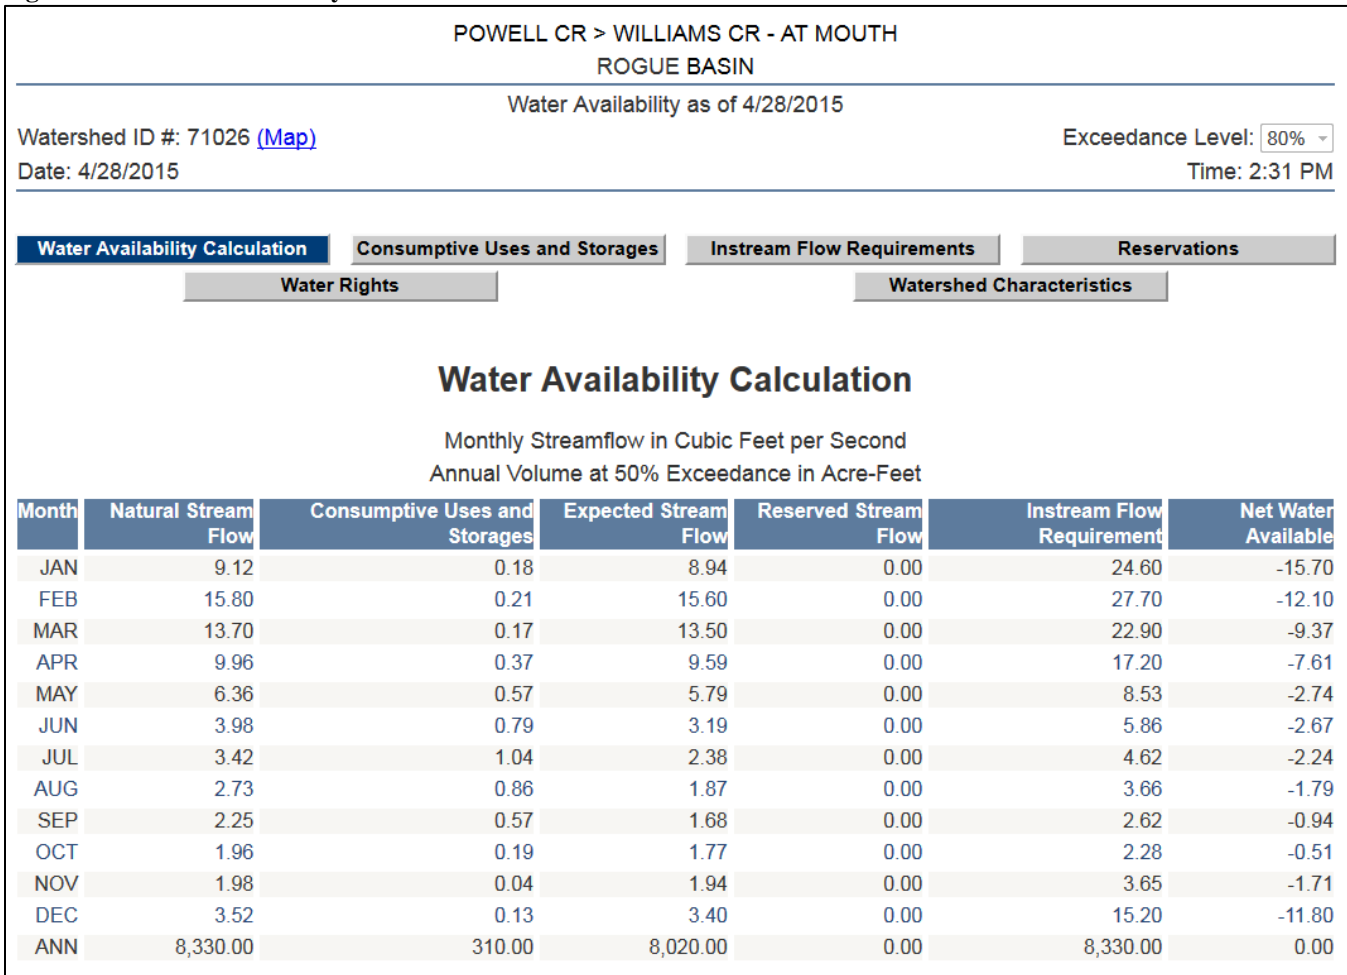 POWELL CR > WILLIAMS CR - AT MOUTH
ROGUE BASIN
Water Availability as of 4/28/2015
Watershed ID #: 71026 (Map) Exceedance Level: 80%
Date: 4/28/2015 Time: 2:31 PM
Water Availability Calculation Consumptive Uses and Storages Instream Flow Requirements Reservations
Water Rights Watershed Characteristics
Water Availability Calculation
Monthly Streamflow in Cubic Feet per Second
Annual Volume at 50% Exceedance in Acre-Feet
Month Natural Stream Consumptive Uses and Expected Stream Reserved Stream Instream Flow Net Water
Flow Storages Flow Flow Requirement Available
JAN 9.12 0.18 8.94 0.00 24.60 -15.70
FEB 15.80 0.21 15.60 0.00 27.70 -12.10
MAR 13.70 0.17 13.50 0.00 22.90 -9.37
APR 9.96 0.37 9.59 0.00 17.20 -7.61
MAY 6.36 0.57 5.79 0.00 8.53 -2.74
JUN 3.98 0.79 3.19 0.00 5.86 -2.67
JUL 3.42 1.04 2.38 0.00 4.62 -2.24
AUG 2.73 0.86 1.87 0.00 3.66 -1.79
SEP 2.25 0.57 1.68 0.00 2.62 -0.94
OCT 1.96 0.19 1.77 0.00 2.28 -0.51
NOV 1.98 0.04 1.94 0.00 3.65 -1.71
DEC 3.52 0.13 3.40 0.00 15.20 -11.80
ANN 8,330.00 310.00 8,020.00 0.00 8,330.00 0.00